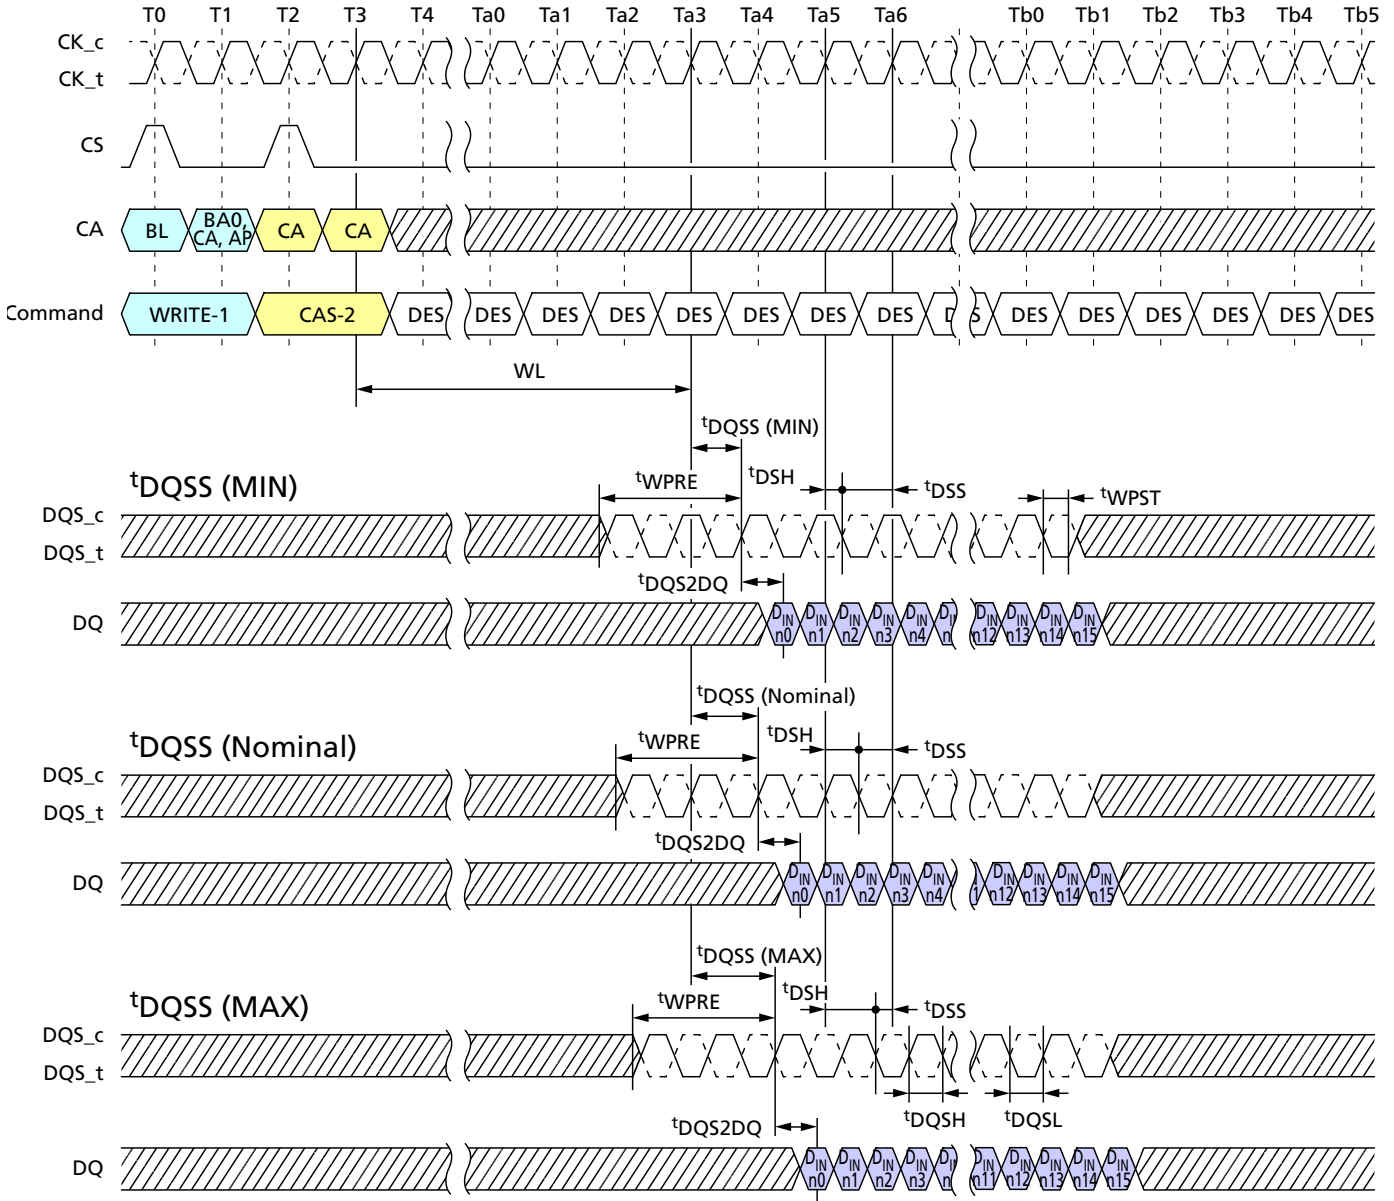 T0 T1 T2 T3 T4 Ta0 Ta1 Ta2 Ta3 Ta4 Ta5 Ta6 Tb0 Tb1 Tb2 Tb3 Tb4 Tb5
CK_c
CK_t
CS
CA BL BA0, CA, AP CA CA
Command WRITE-1 CAS-2 DES DES DES DES DES DES DES DES DES DES DES DES DES DES
WL
tDQSS (MIN)
tDQSS (MIN) tWPRE tDSH tDSS tWPST
DQS_c
DQS_t
tDQS2DQ
DQ DIN n0 DIN n1 DIN n2 DIN n3 DIN n4 DIN n DIN n12 DIN n13 DIN n14 DIN n15
tDQSS (Nominal)
tDQSS (Nominal) tWPRE tDSH tDSS
DQS_c
DQS_t
tDQS2DQ
DQ DIN n0 DIN n1 DIN n2 DIN n3 DIN n4 DIN n12 DIN n13 DIN n14 DIN n15
tDQSS (MAX)
tDQSS (MAX) tWPRE tDSH tDSS
DQS_c
DQS_t
tDQSH tDQSL
tDQS2DQ
DQ DIN n0 DIN n1 DIN n2 DIN n3 DIN n DIN n11 DIN n12 DIN n13 DIN n14 DIN n15